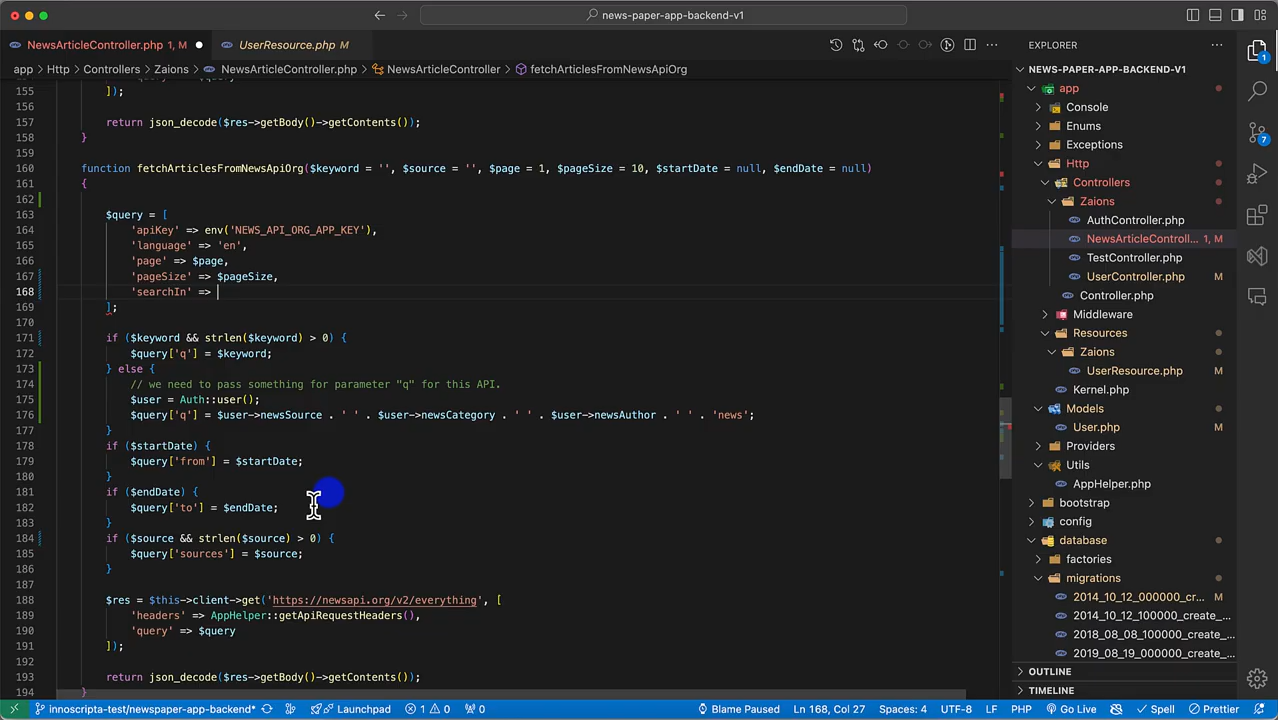 news-paper-app-backend-v1
NewsArticleController.php 1, M
UserResource.php M
app > Http > Controllers > Zaions > NewsArticleController.php > NewsArticleController > fetchArticlesFromNewsApiOrg
155 ]);
156
157 return json_decode($res->getBody()->getContents());
158 }
159
160 function fetchArticlesFromNewsApiOrg($keyword = '', $source = '', $page = 1, $pageSize = 10, $startDate = null, $endDate = null)
161 {
162
163 $query = [
164 'apiKey' => env('NEWS_API_ORG_APP_KEY'),
165 'language' => 'en',
166 'page' => $page,
167 'pageSize' => $pageSize,
168 'searchIn' =>
169 ];
170
171 if ($keyword && strlen($keyword) > 0) {
172 $query['q'] = $keyword;
173 } else {
174 // we need to pass something for parameter "q" for this API.
175 $user = Auth::user();
176 $query['q'] = $user->newsSource . ' ' . $user->newsCategory . ' ' . $user->newsAuthor . ' ' . 'news';
177 }
178 if ($startDate) {
179 $query['from'] = $startDate;
180 }
181 if ($endDate) {
182 $query['to'] = $endDate;
183 }
184 if ($source && strlen($source) > 0) {
185 $query['sources'] = $source;
186 }
187
188 $res = $this->client->get('https://newsapi.org/v2/everything', [
189 'headers' => AppHelper::getApiRequestHeaders(),
190 'query' => $query
191 ]);
192
193 return json_decode($res->getBody()->getContents());
194 }
EXPLORER
NEWS-PAPER-APP-BACKEND-V1
app
Console
Enums
Exceptions
Http
Controllers
Zaions
AuthController.php
NewsArticleControll... 1, M
TestController.php
UserController.php M
Controller.php
Middleware
Resources
Zaions
UserResource.php M
Kernel.php
Models
User.php M
Providers
Utils
AppHelper.php
bootstrap
config
database
factories
migrations
2014_10_12_000000_cr... M
2014_10_12_100000_create_...
2018_08_08_100000_create_...
2019_08_19_000000_create_...
OUTLINE
TIMELINE
1
7
innoscripta-test/newspaper-app-backend* Launchpad 1 0 0 Blame Paused Ln 168, Col 27 Spaces: 4 UTF-8 LF PHP Go Live Spell Prettier